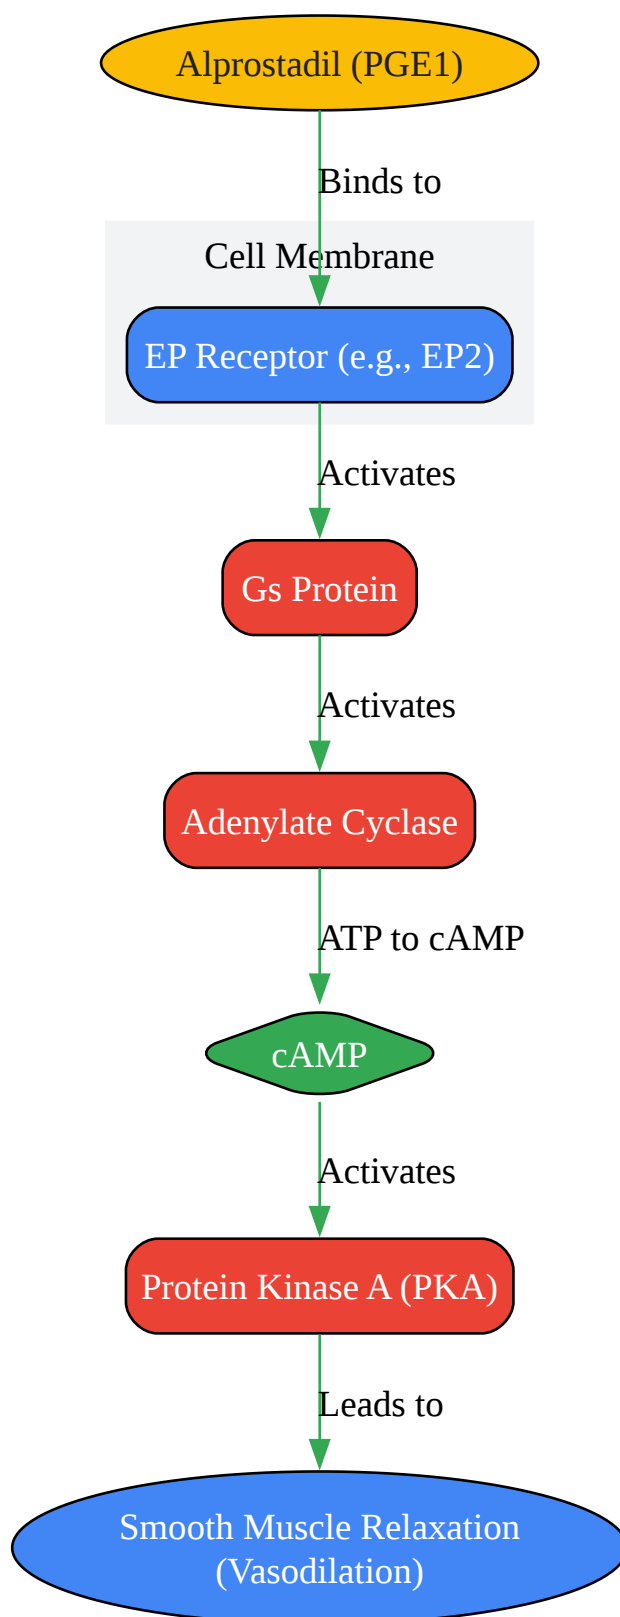 Alprostadil (PGE1)
Binds to
Cell Membrane
EP Receptor (e.g., EP2)
Activates
Gs Protein
Activates
Adenylate Cyclase
ATP to cAMP
cAMP
Activates
Protein Kinase A (PKA)
Leads to
Smooth Muscle Relaxation
(Vasodilation)